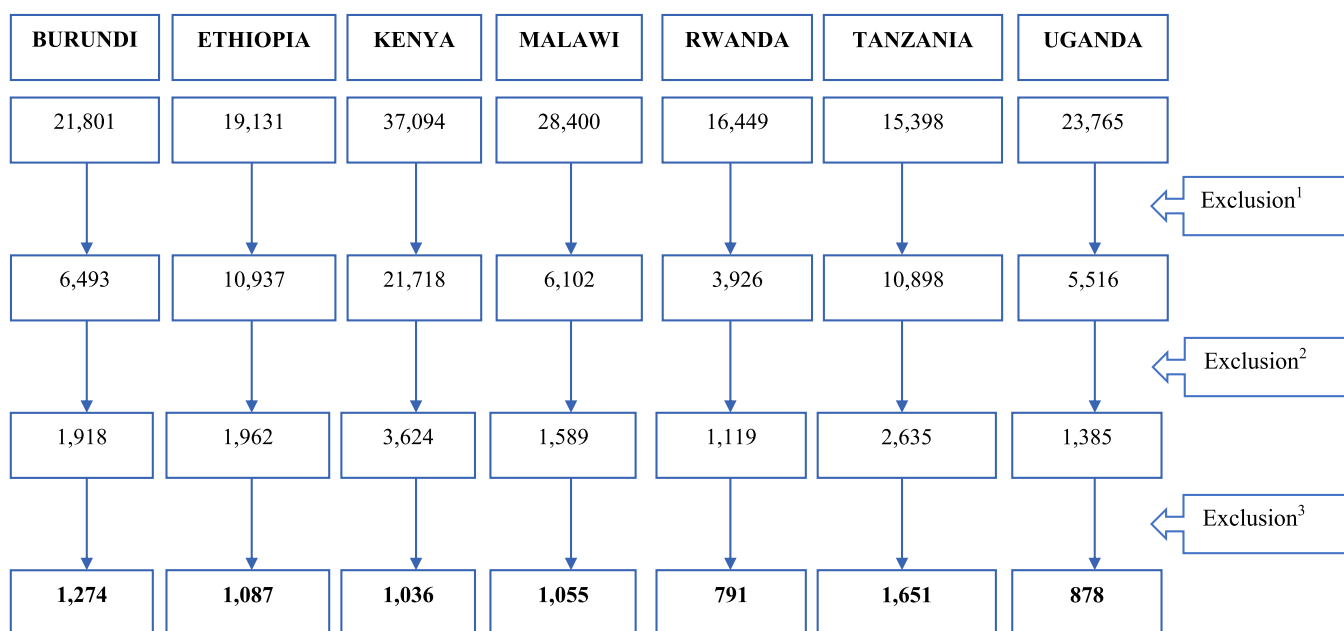 BURUNDI ETHIOPIA KENYA MALAWI RWANDA TANZANIA UGANDA
21,801 19,131 37,094 28,400 16,449 15,398 23,765
Exclusion¹
6,493 10,937 21,718 6,102 3,926 10,898 5,516
Exclusion²
1,918 1,962 3,624 1,589 1,119 2,635 1,385
Exclusion³
1,274 1,087 1,036 1,055 791 1,651 878